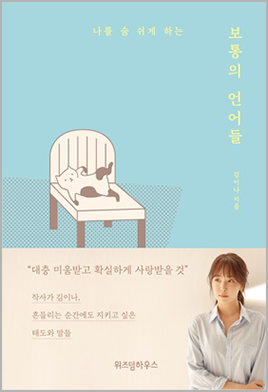 나를 숨 쉬게 하는
보통의 언어들
김이나 지음
“대충 미움받고 확실하게 사랑받을 것”
작사가 김이나,
흔들리는 순간에도 지키고 싶은
태도와 말들
위즈덤하우스